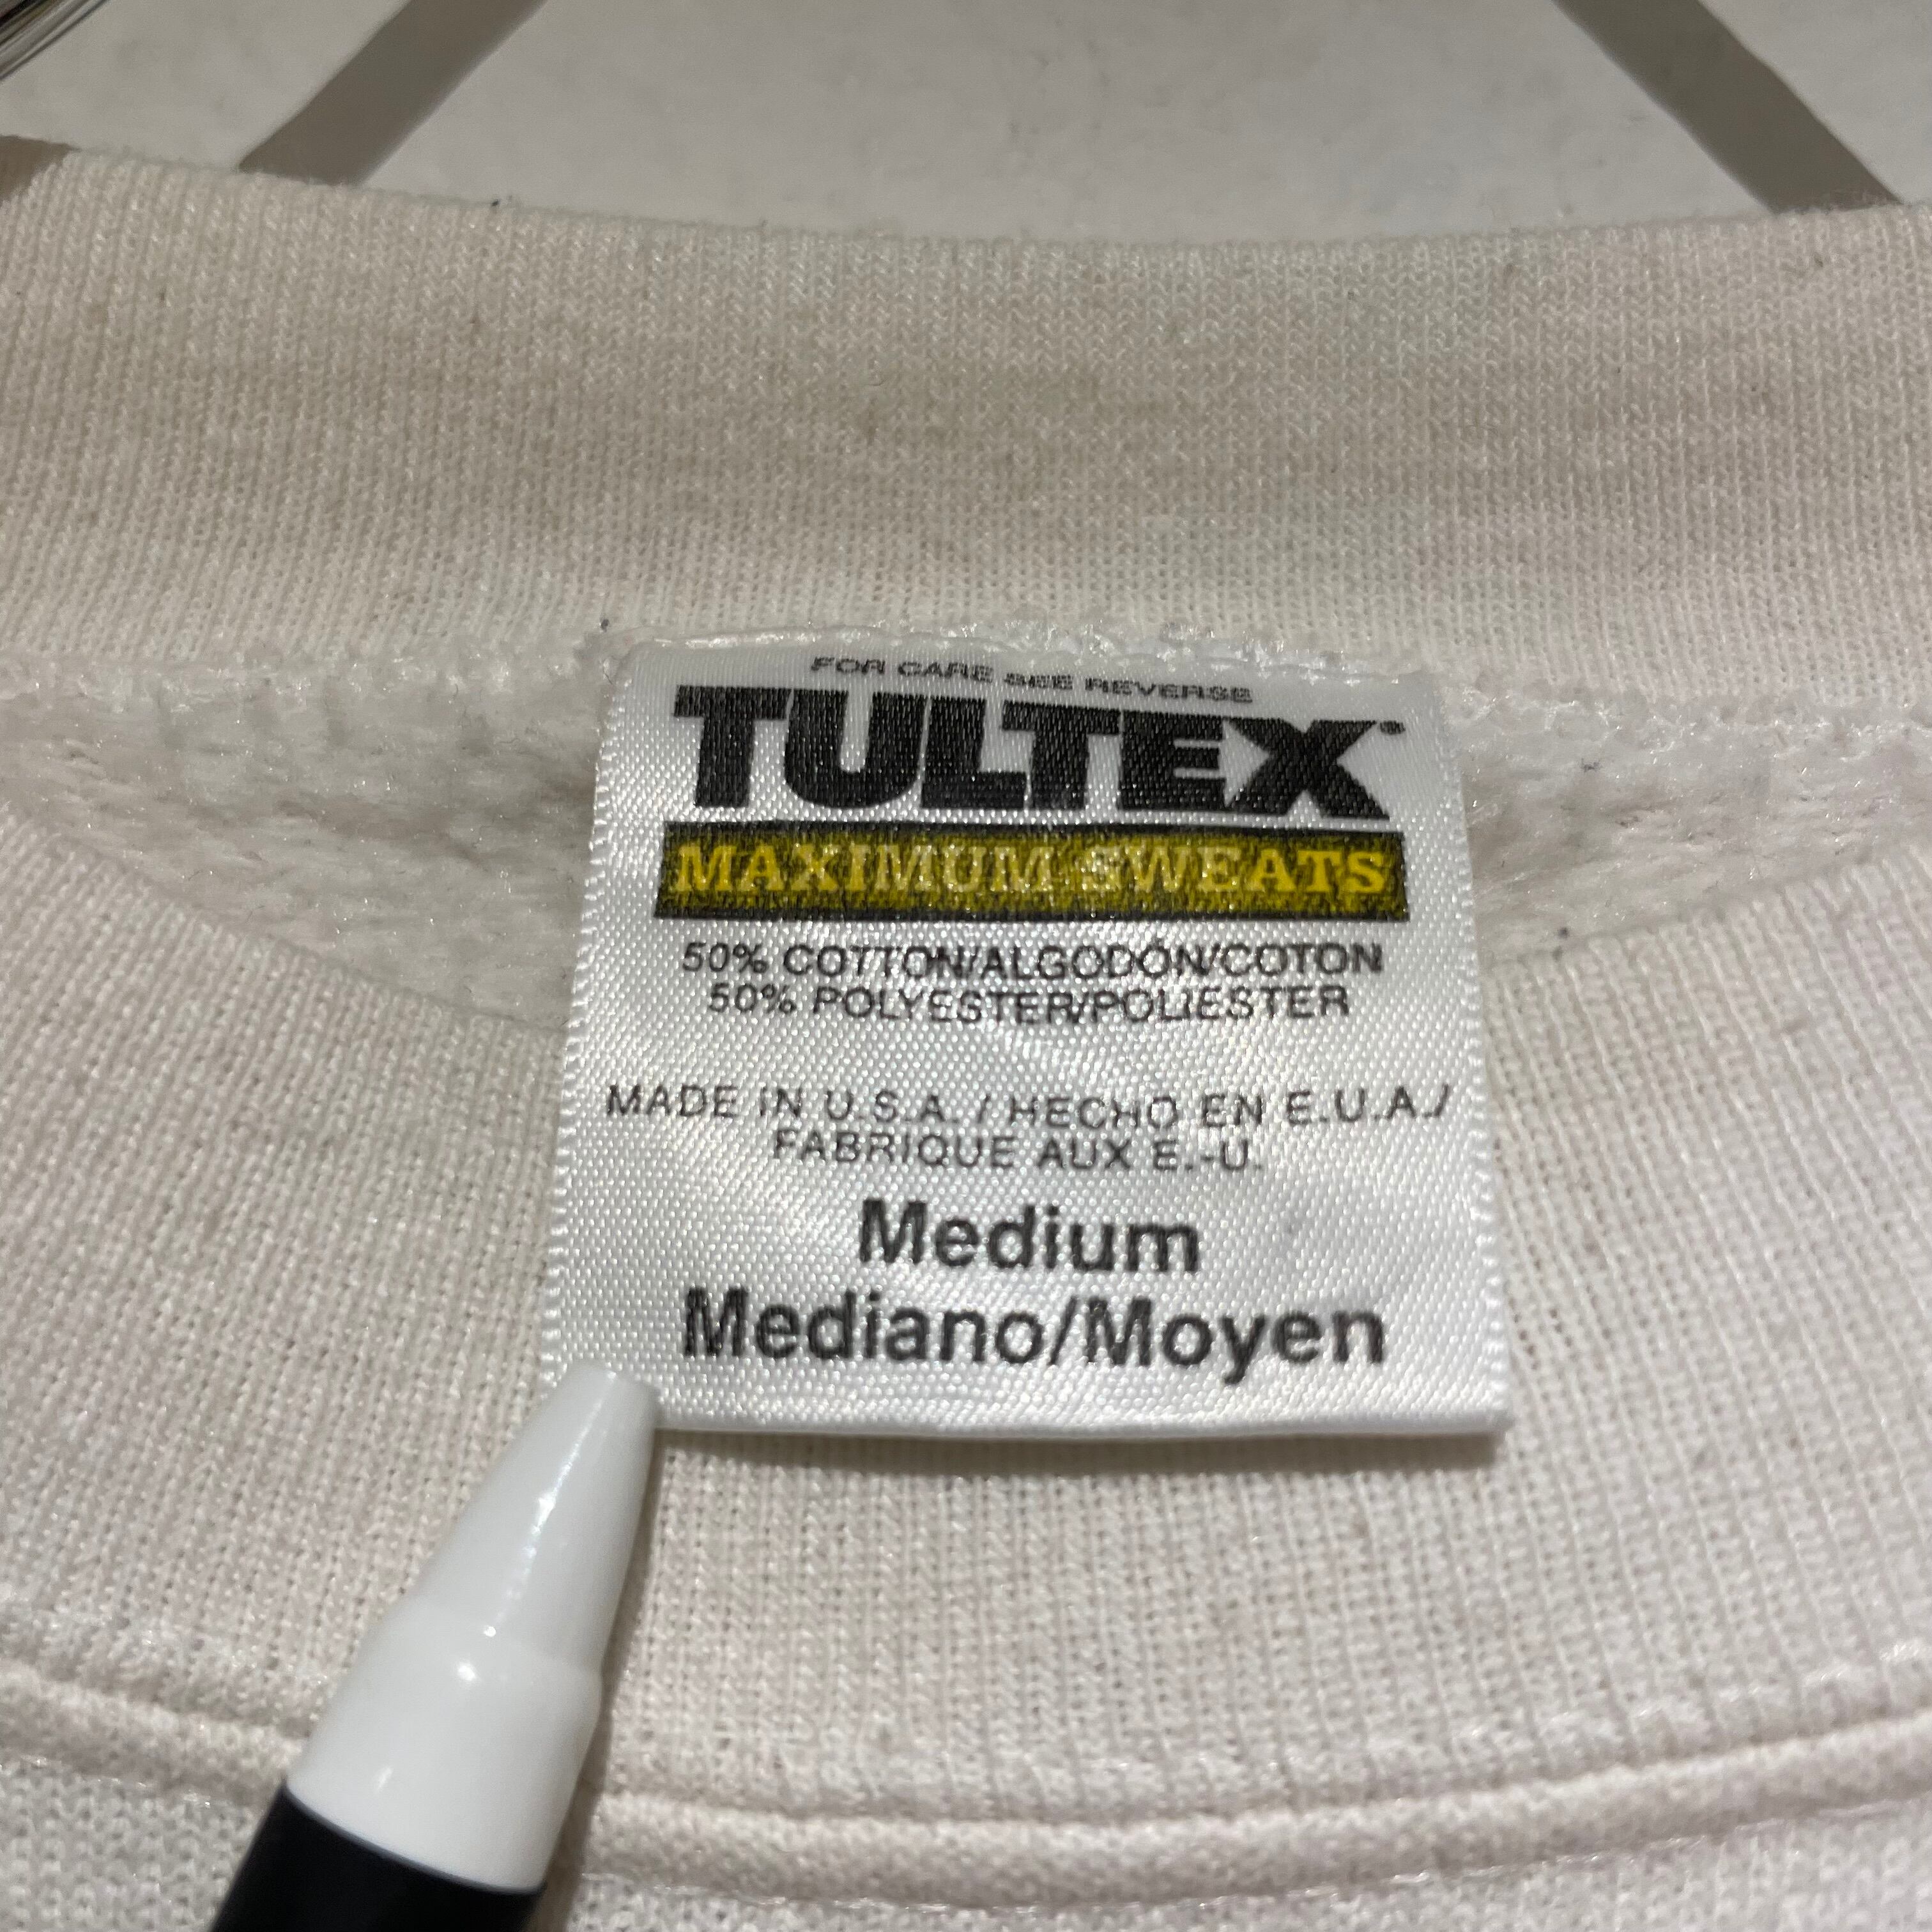 FOR CARE SEE REVERSE
TULTEX
MAXIMUM SWEATS
50% COTTON/ALGODÓN/COTON
50% POLYESTER/POLIESTER
MADE IN U.S.A. / HECHO EN E.U.A./
FABRIQUE AUX E.-U.
Medium
Mediano/Moyen